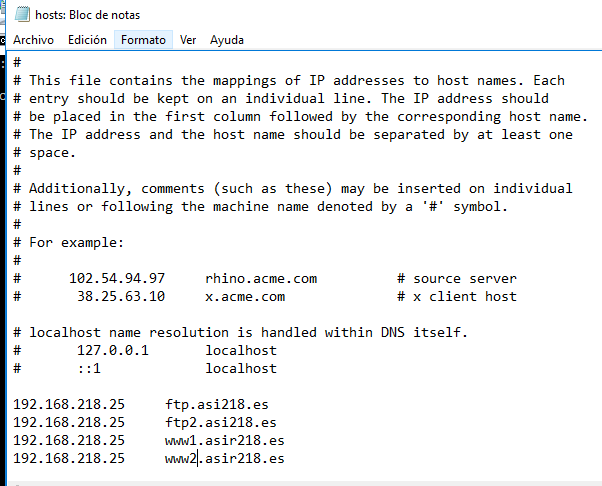 hosts: Bloc de notas
Archivo Edición Formato Ver Ayuda
#
# This file contains the mappings of IP addresses to host names. Each
# entry should be kept on an individual line. The IP address should
# be placed in the first column followed by the corresponding host name.
# The IP address and the host name should be separated by at least one
# space.
#
# Additionally, comments (such as these) may be inserted on individual
# lines or following the machine name denoted by a '#' symbol.
#
# For example:
#
#      102.54.94.97     rhino.acme.com          # source server
#       38.25.63.10     x.acme.com              # x client host
# localhost name resolution is handled within DNS itself.
#       127.0.0.1       localhost
#       ::1             localhost
192.168.218.25     ftp.asi218.es
192.168.218.25     ftp2.asi218.es
192.168.218.25     www1.asir218.es
192.168.218.25     www2.asir218.es